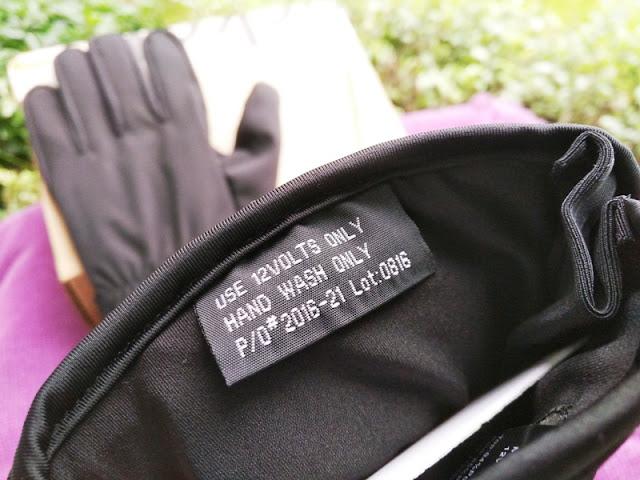 USE 12VOLTS ONLY
HAND WASH ONLY
P/O# 2016-21 Lot:0816